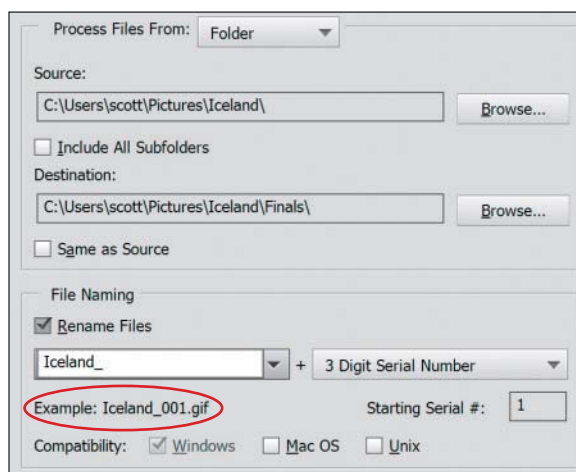 Process Files From: Folder
Source:
C:\Users\scott\Pictures\Iceland\ Browse...
Include All Subfolders
Destination:
C:\Users\scott\Pictures\Iceland\Finals\ Browse...
Same as Source
File Naming
Rename Files
Iceland_ + 3 Digit Serial Number
Example: Iceland_001.gif Starting Serial #: 1
Compatibility: Windows Mac OS Unix